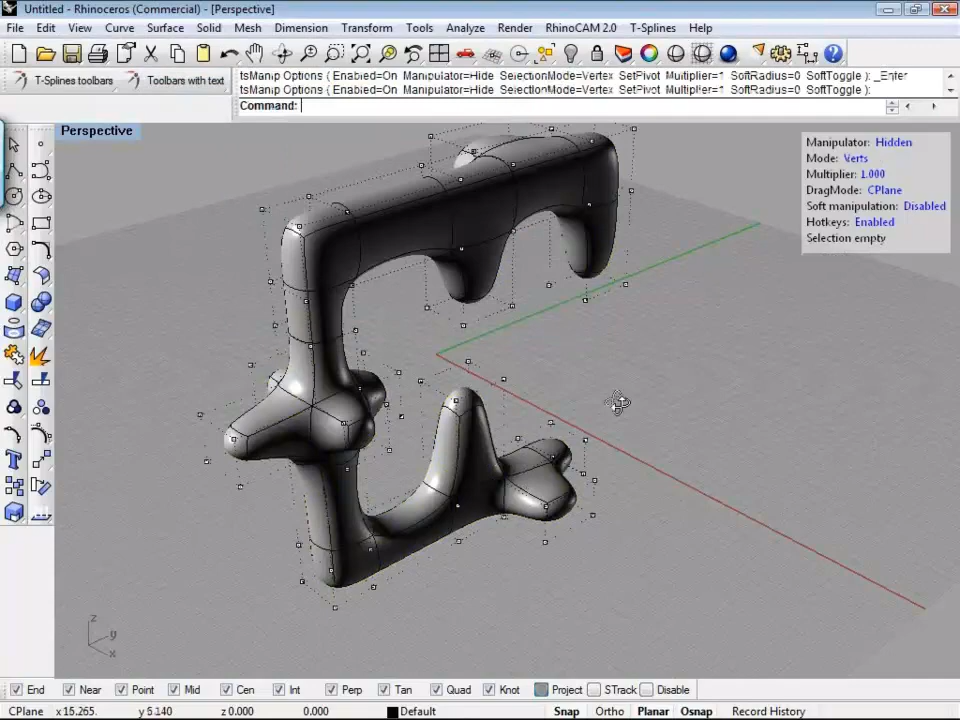 Untitled - Rhinoceros (Commercial) - [Perspective]
File Edit View Curve Surface Solid Mesh Dimension Transform Tools Analyze Render RhinoCAM 2.0 T-Splines Help
T-Splines toolbars Toolbars with text
tsManip Options ( Enabled=On Manipulator=Hide SelectionMode=Vertex SetPivot Multiplier=1 SoftRadius=0 SoftToggle ): _Enter
tsManip Options ( Enabled=On Manipulator=Hide SelectionMode=Vertex SetPivot Multiplier=1 SoftRadius=0 SoftToggle ):
Command:
Perspective
Manipulator: Hidden
Mode: Verts
Multiplier: 1.000
DragMode: CPlane
Soft manipulation: Disabled
Hotkeys: Enabled
Selection empty
z
y
x
End Near Point Mid Cen Int Perp Tan Quad Knot Project STrack Disable
CPlane x 15.265. y 5.140 z 0.000 0.000 Default Snap Ortho Planar Osnap Record History